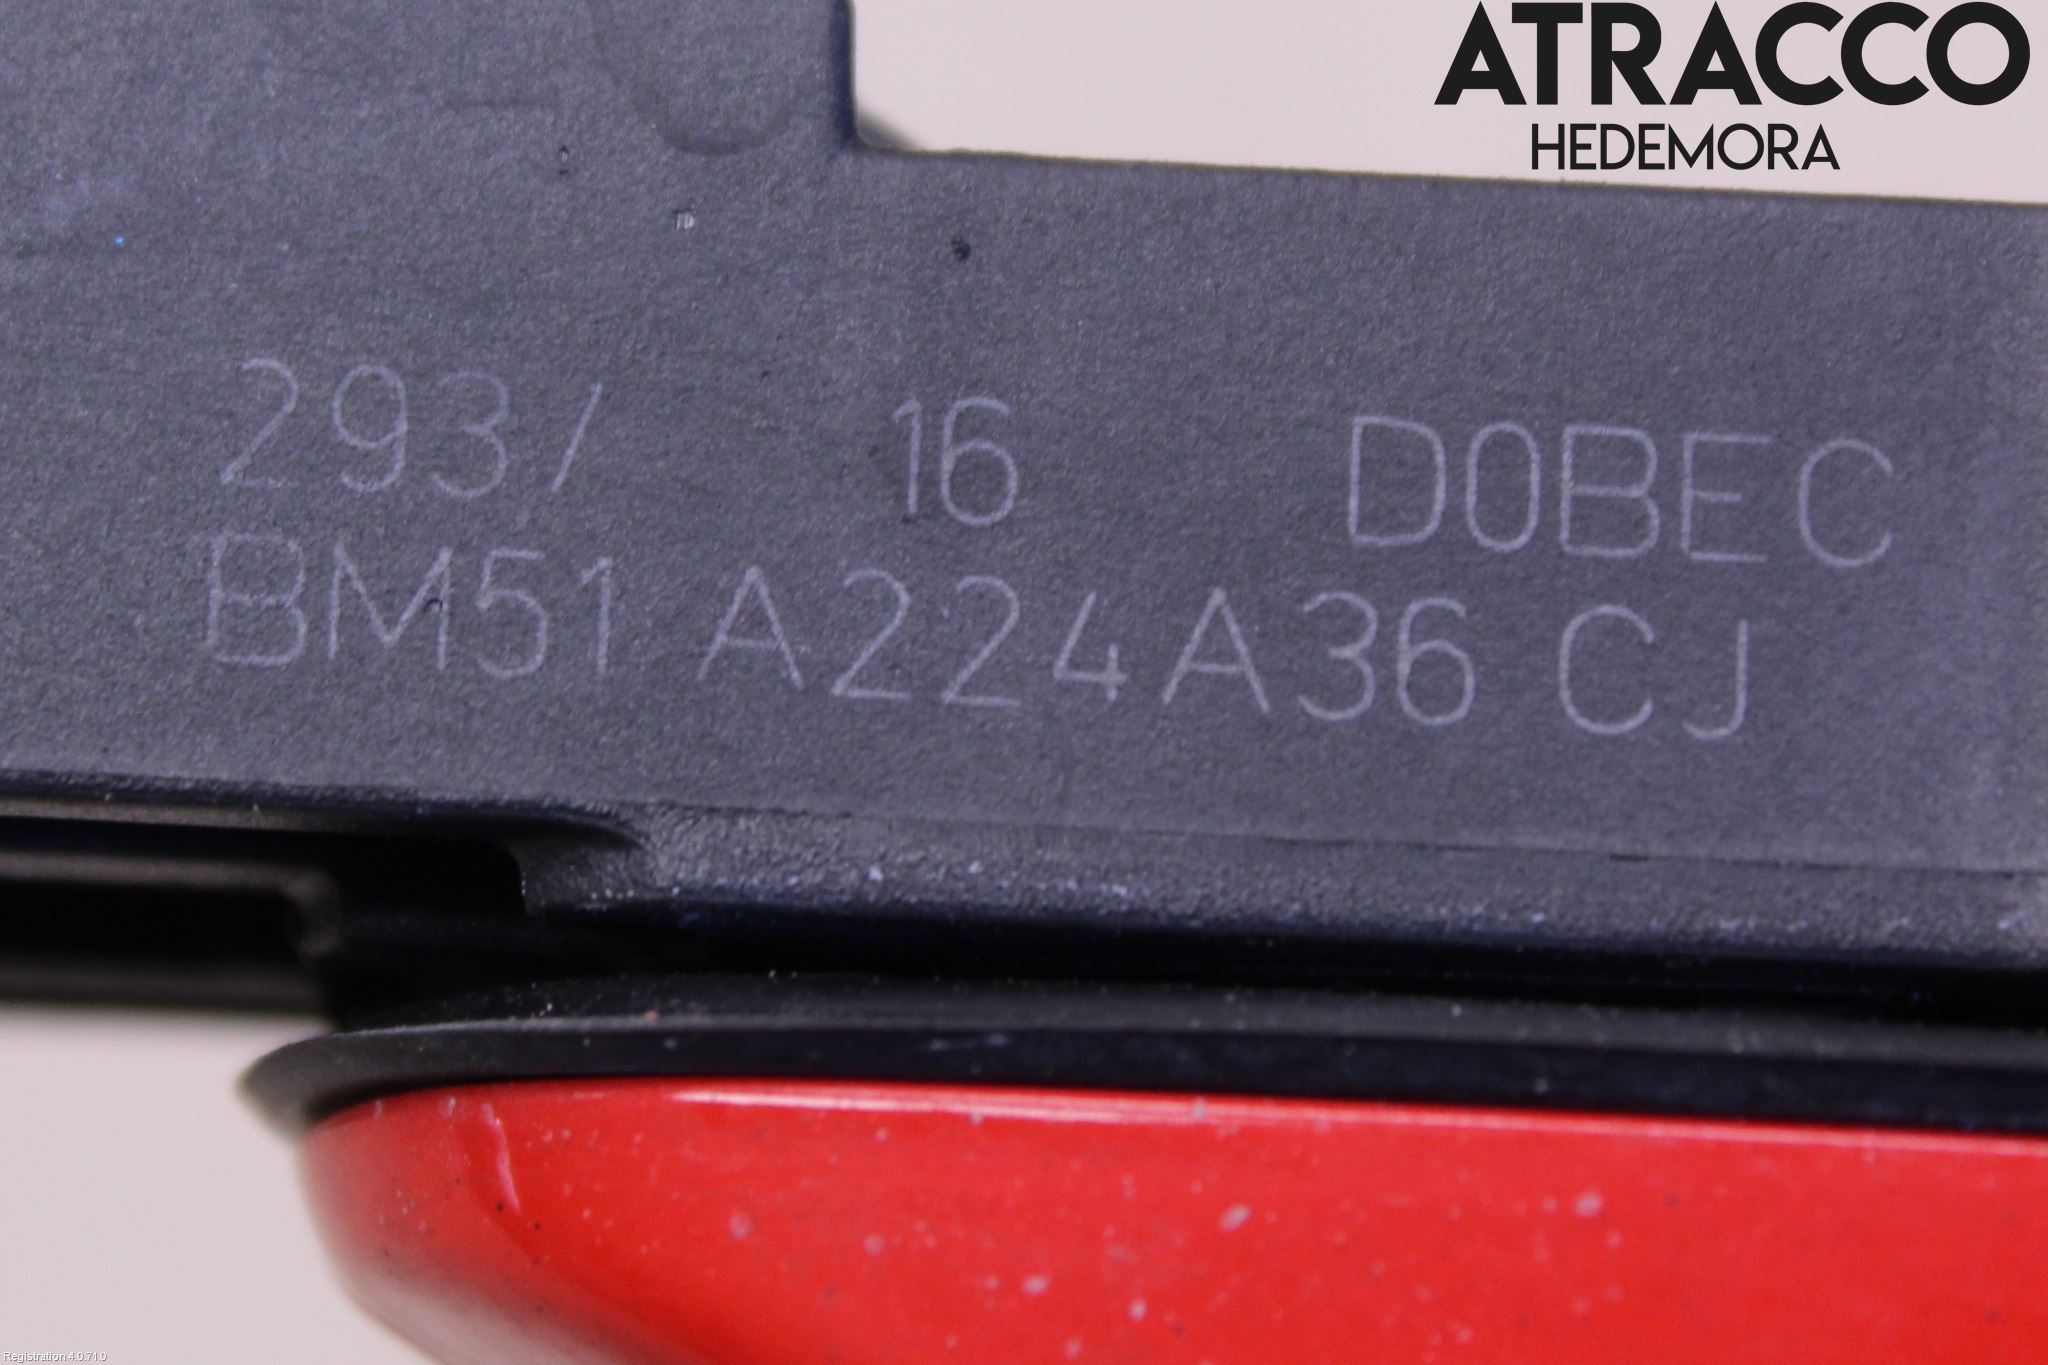 ATRACCO
HEDEMORA
293/ 16 D0BEC
BM51 A224A36 CJ
Registration 4.0.71.0